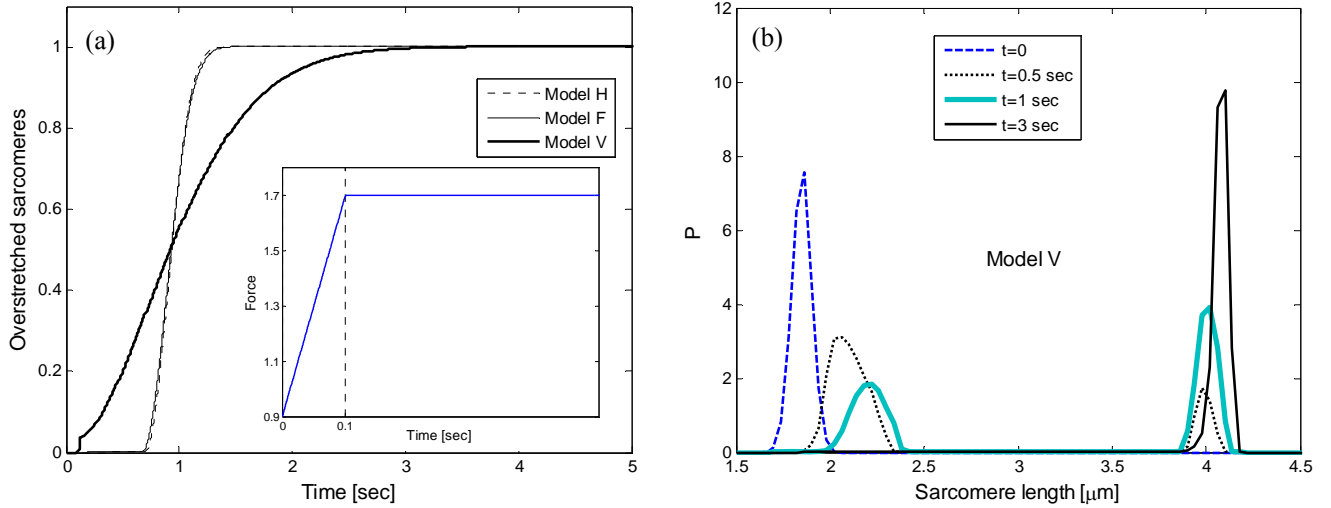 (a)
1
0.8
0.6
0.4
0.2
0
Overstretched sarcomeres
Model H
Model F
Model V
1.7
1.5
1.3
1.1
0.9
Force
0
0.1
Time [sec]
0
1
2
3
4
5
Time [sec]
(b)
12
10
8
6
4
2
0
P
t=0
t=0.5 sec
t=1 sec
t=3 sec
Model V
1.5
2
2.5
3
3.5
4
4.5
Sarcomere length [μm]